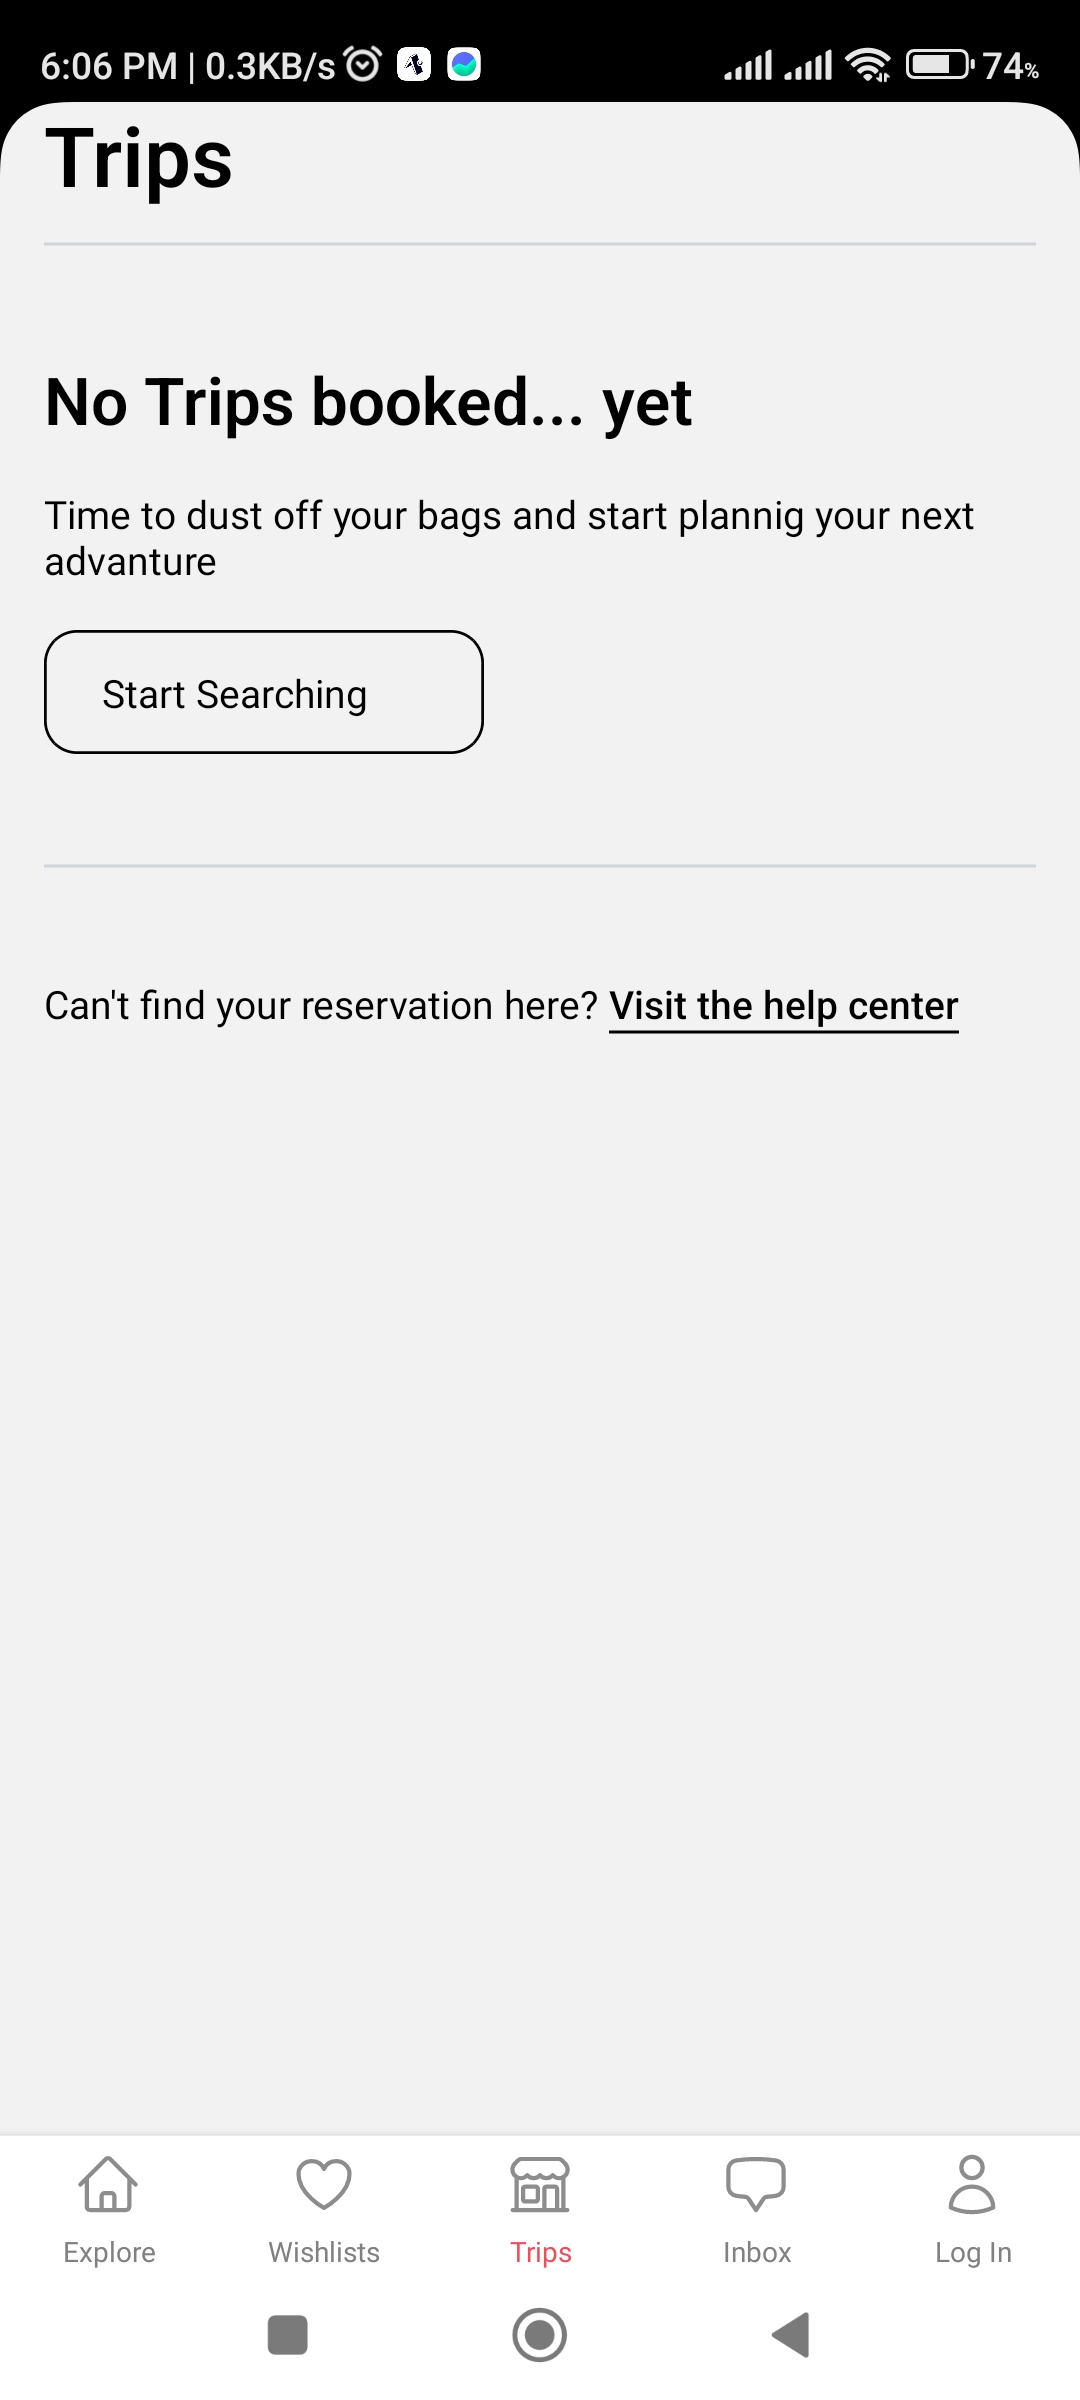 6:06 PM | 0.3KB/s 74%
Trips
No Trips booked... yet
Time to dust off your bags and start plannig your next
advanture
Start Searching
Can't find your reservation here? Visit the help center
Explore Wishlists Trips Inbox Log In